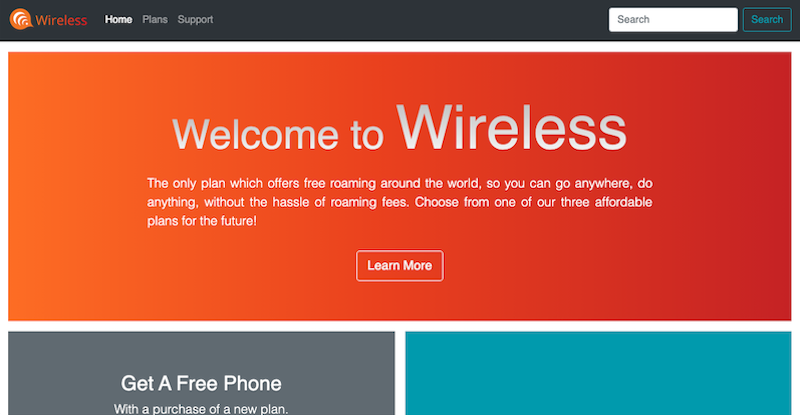 Wireless
Home Plans Support
Search
Search
Welcome to Wireless
The only plan which offers free roaming around the world, so you can go anywhere, do
anything, without the hassle of roaming fees. Choose from one of our three affordable
plans for the future!
Learn More
Get A Free Phone
With a purchase of a new plan.